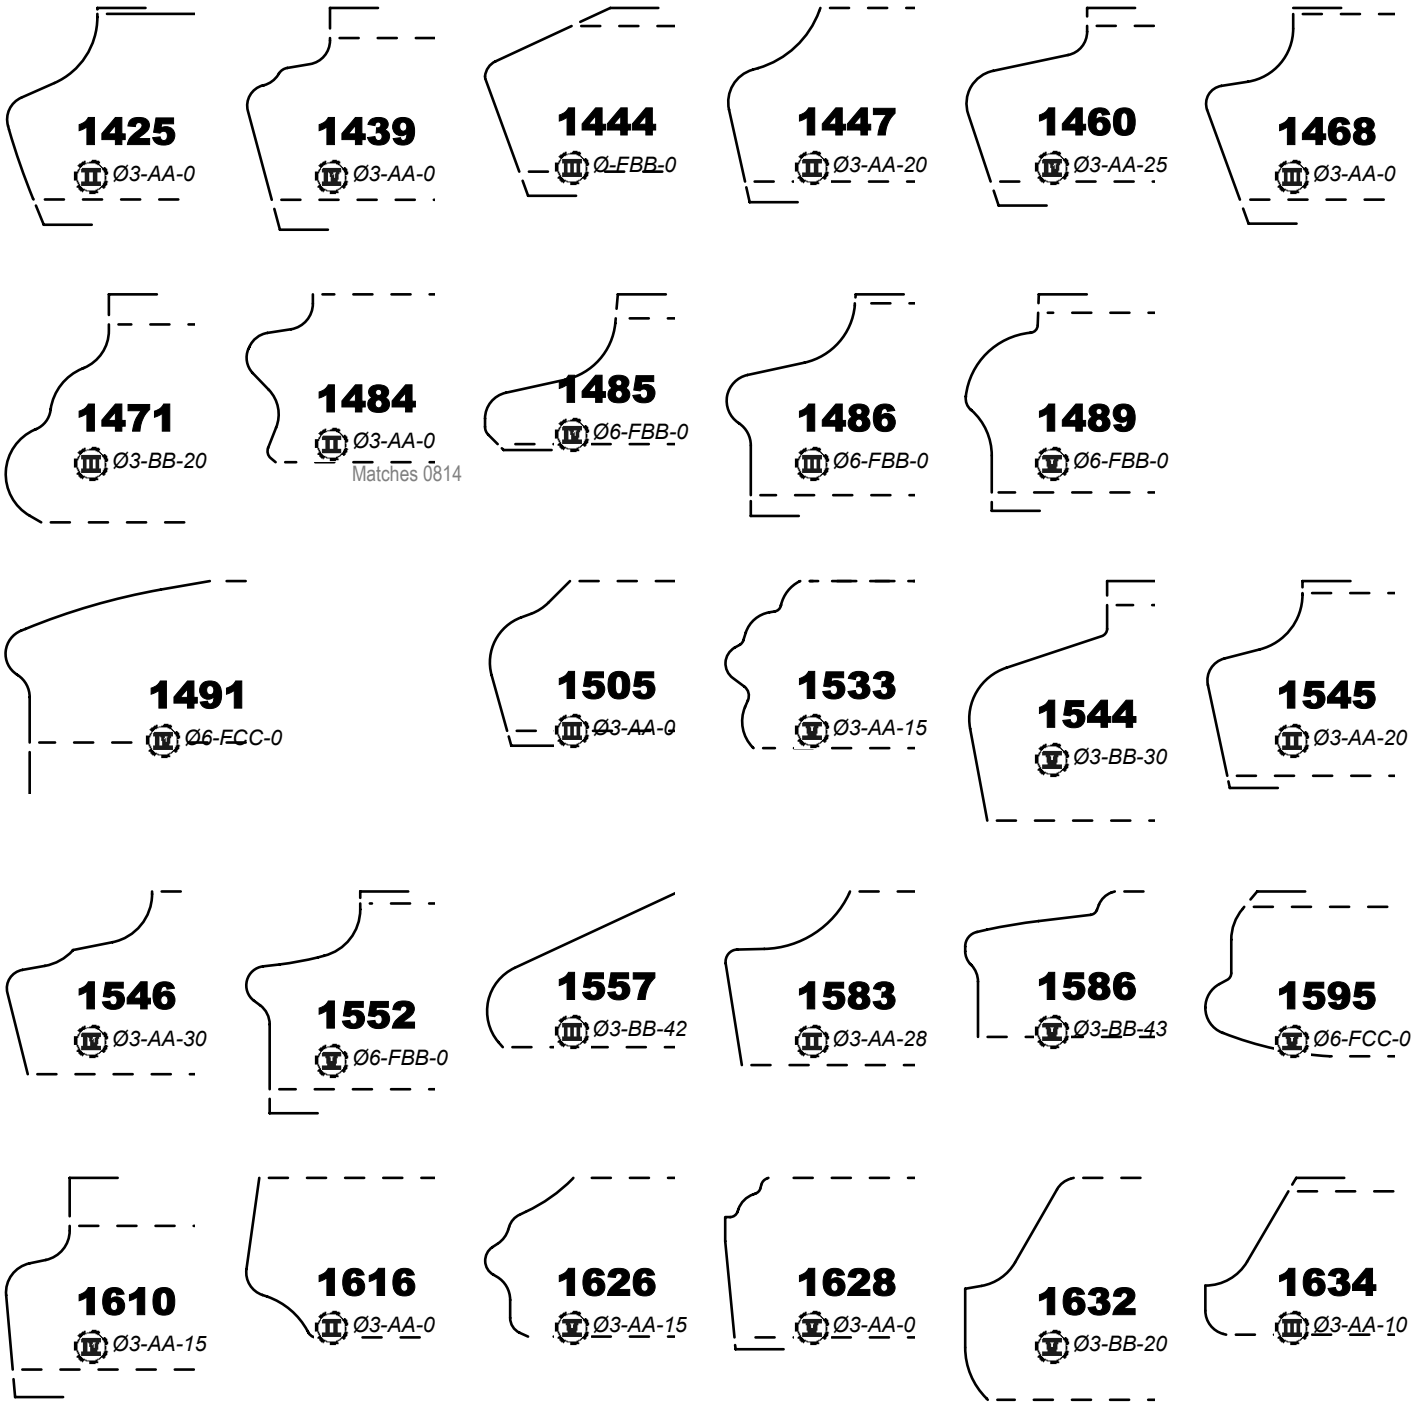 1425
II Ø3-AA-0
1439
IV Ø3-AA-0
1444
III Ø-FBB-0
1447
II Ø3-AA-20
1460
IV Ø3-AA-25
1468
III Ø3-AA-0
1471
III Ø3-BB-20
1484
II Ø3-AA-0
Matches 0814
1485
IV Ø6-FBB-0
1486
III Ø6-FBB-0
1489
V Ø6-FBB-0
1491
IV Ø6-FCC-0
1505
III Ø3-AA-0
1533
V Ø3-AA-15
1544
V Ø3-BB-30
1545
II Ø3-AA-20
1546
IV Ø3-AA-30
1552
V Ø6-FBB-0
1557
III Ø3-BB-42
1583
II Ø3-AA-28
1586
V Ø3-BB-43
1595
V Ø6-FCC-0
1610
IV Ø3-AA-15
1616
II Ø3-AA-0
1626
V Ø3-AA-15
1628
V Ø3-AA-0
1632
V Ø3-BB-20
1634
III Ø3-AA-10